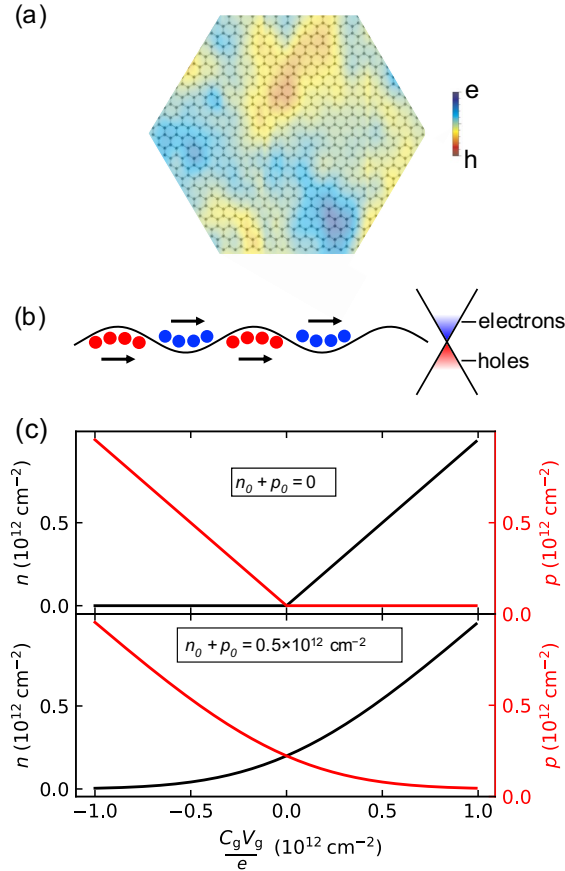 (a)
e
h
(b)
electrons
holes
(c)
n (10¹² cm⁻²)
0.5
0.0
n₀ + p₀ = 0
p (10¹² cm⁻²)
0.5
0.0
n (10¹² cm⁻²)
0.5
0.0
n₀ + p₀ = 0.5×10¹² cm⁻²
p (10¹² cm⁻²)
0.5
0.0
−1.0 −0.5 0.0 0.5 1.0
C_gV_g/e (10¹² cm⁻²)